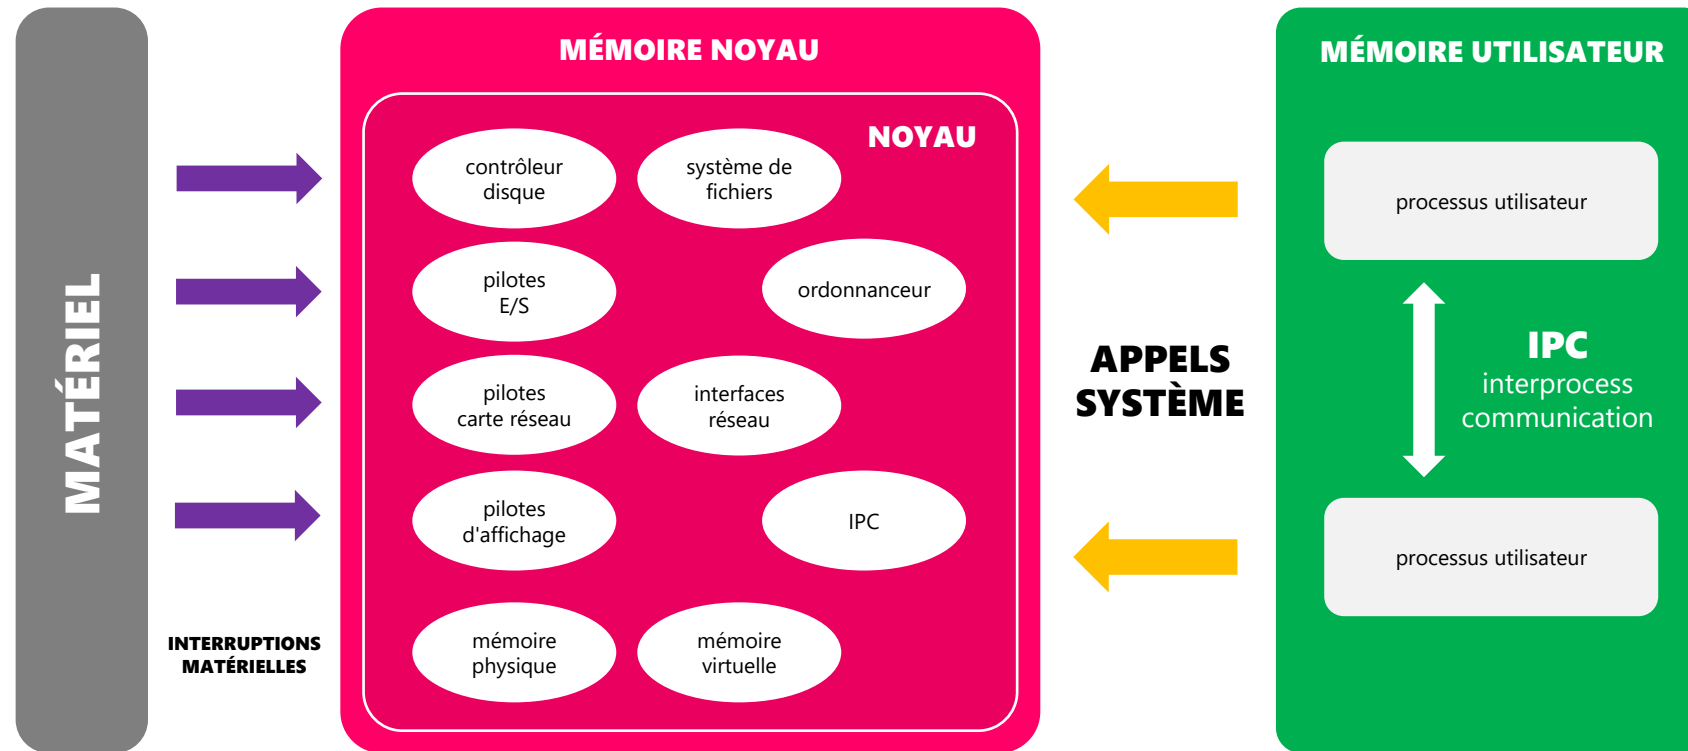 MATÉRIEL
INTERRUPTIONS
MATÉRIELLES
MÉMOIRE NOYAU
NOYAU
contrôleur
disque
système de
fichiers
pilotes
E/S
ordonnanceur
pilotes
carte réseau
interfaces
réseau
pilotes
d'affichage
IPC
mémoire
physique
mémoire
virtuelle
APPELS
SYSTÈME
MÉMOIRE UTILISATEUR
processus utilisateur
IPC
interprocess
communication
processus utilisateur